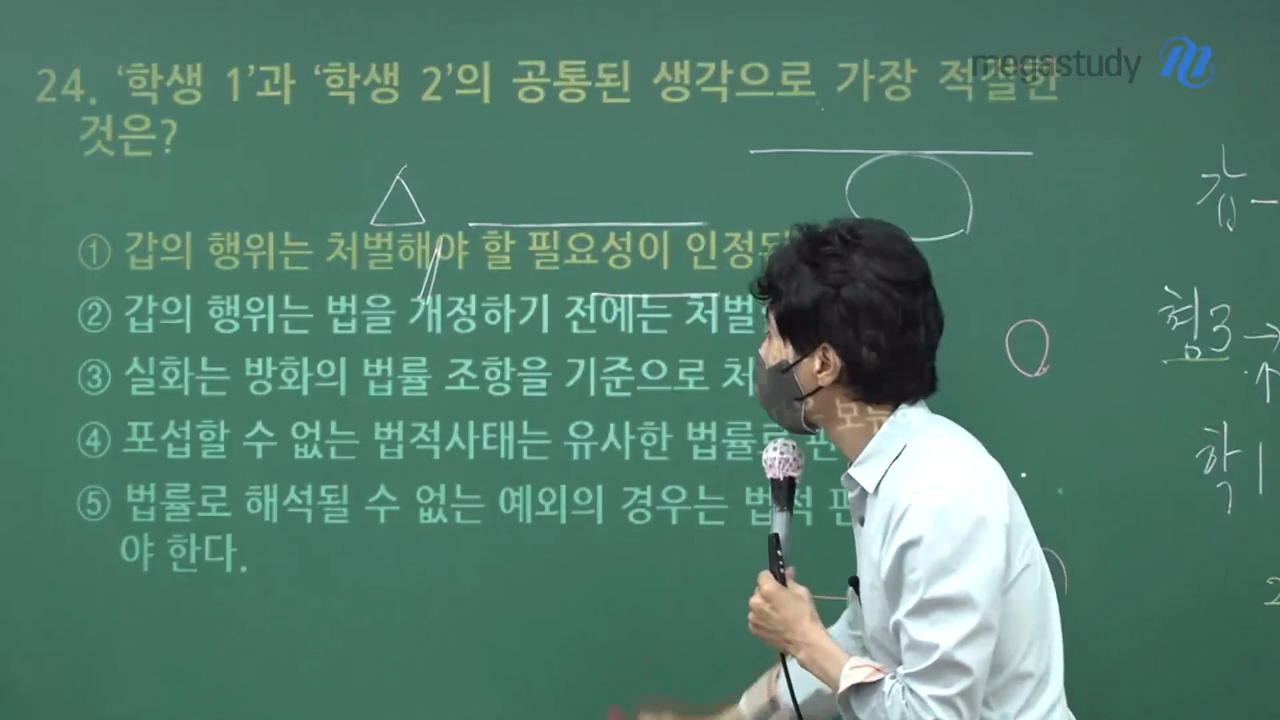 megastudy
24. ‘학생 1’과 ‘학생 2’의 공통된 생각으로 가장 적절한
것은?
① 갑의 행위는 처벌해야 할 필요성이 인정
② 갑의 행위는 법을 개정하기 전에는 처벌
③ 실화는 방화의 법률 조항을 기준으로 처
④ 포섭할 수 없는 법적사태는 유사한 법률로
⑤ 법률로 해석될 수 없는 예외의 경우는 법적 판
야 한다.
갑-
형3→
↑
학1